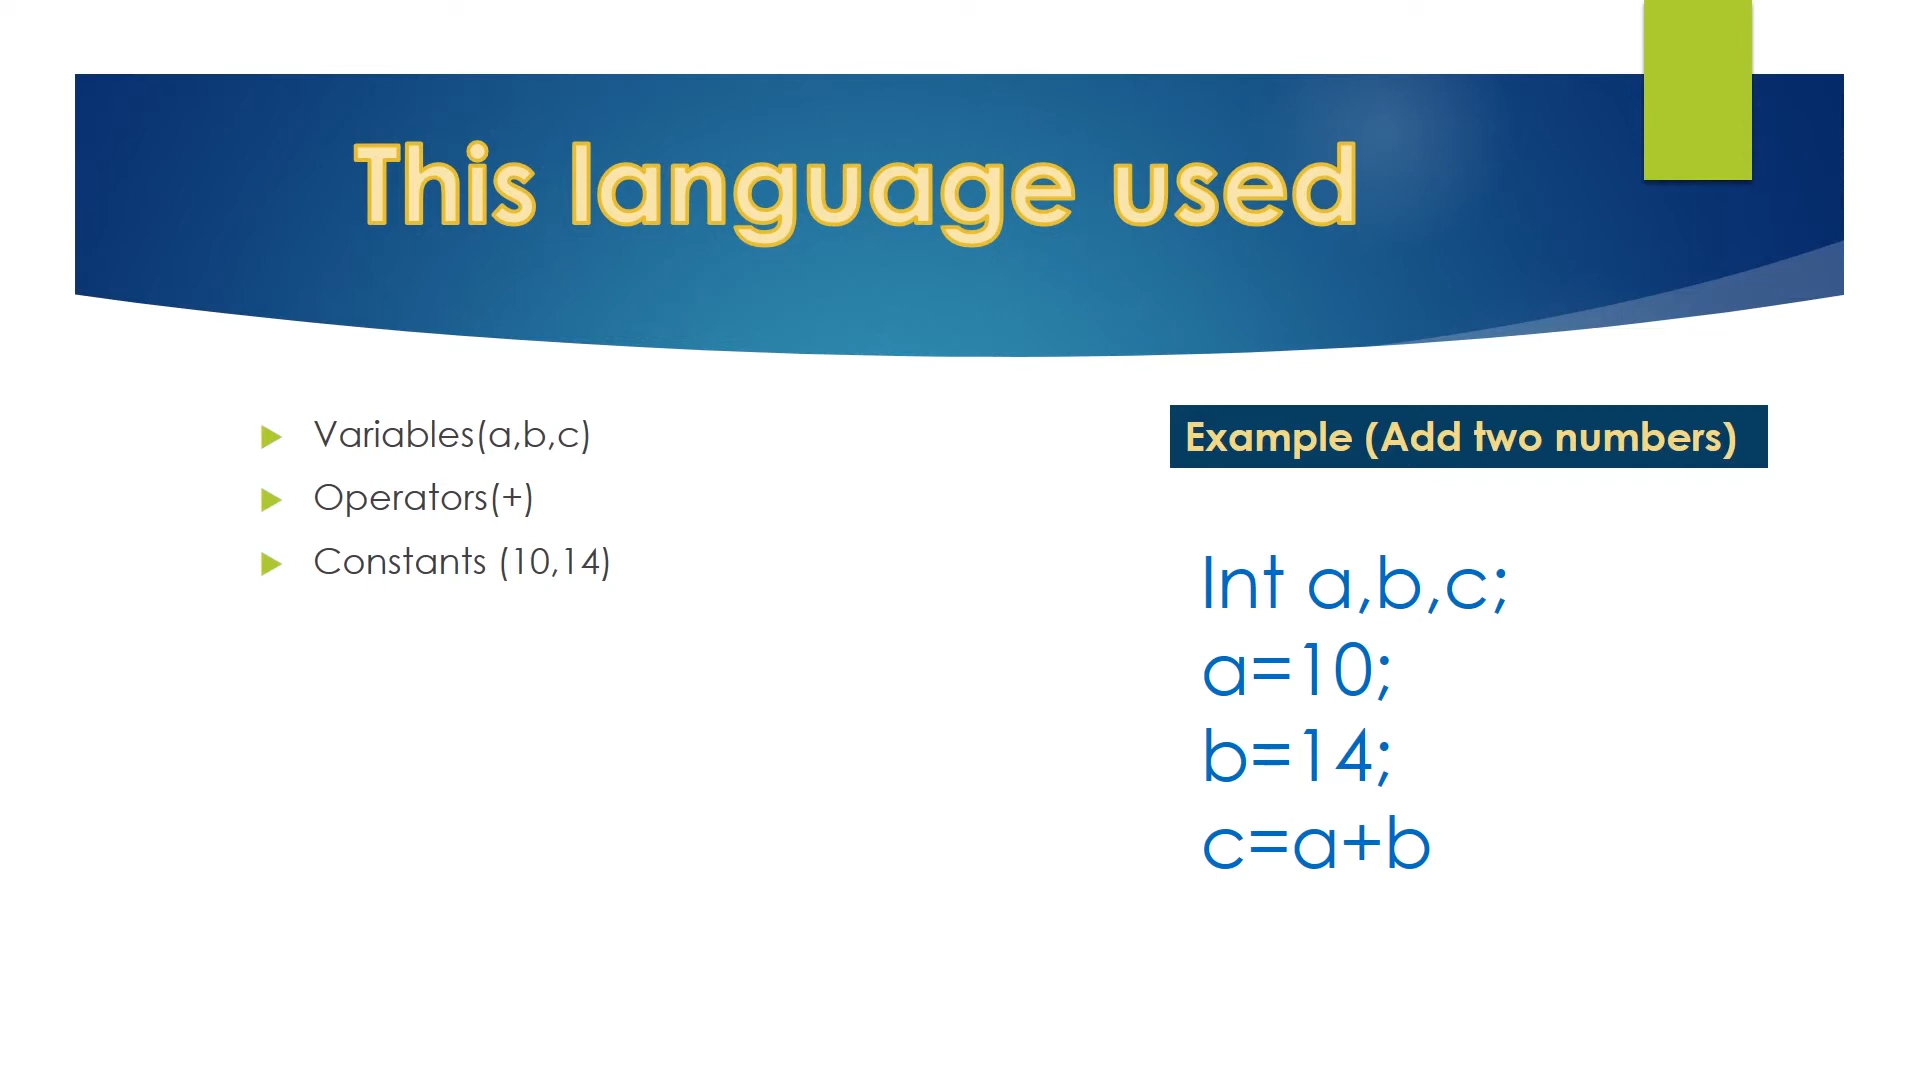 This language used
Variables(a,b,c)
Operators(+)
Constants (10,14)
Example (Add two numbers)
Int a,b,c;
a=10;
b=14;
c=a+b